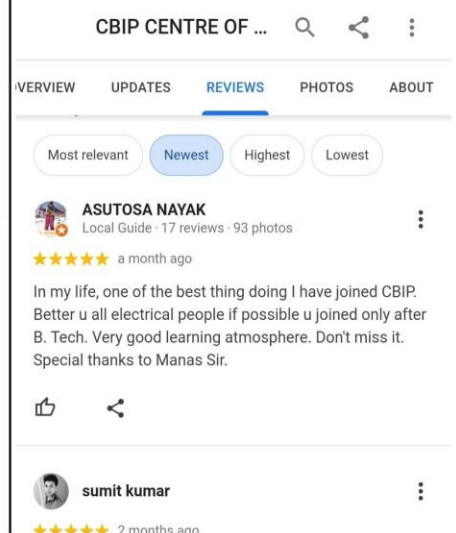 CBIP CENTRE OF ...
OVERVIEW UPDATES REVIEWS PHOTOS ABOUT
Most relevant Newest Highest Lowest
ASUTOSA NAYAK
Local Guide · 17 reviews · 93 photos
a month ago
In my life, one of the best thing doing I have joined CBIP.
Better u all electrical people if possible u joined only after
B. Tech. Very good learning atmosphere. Don't miss it.
Special thanks to Manas Sir.
sumit kumar
2 months ago